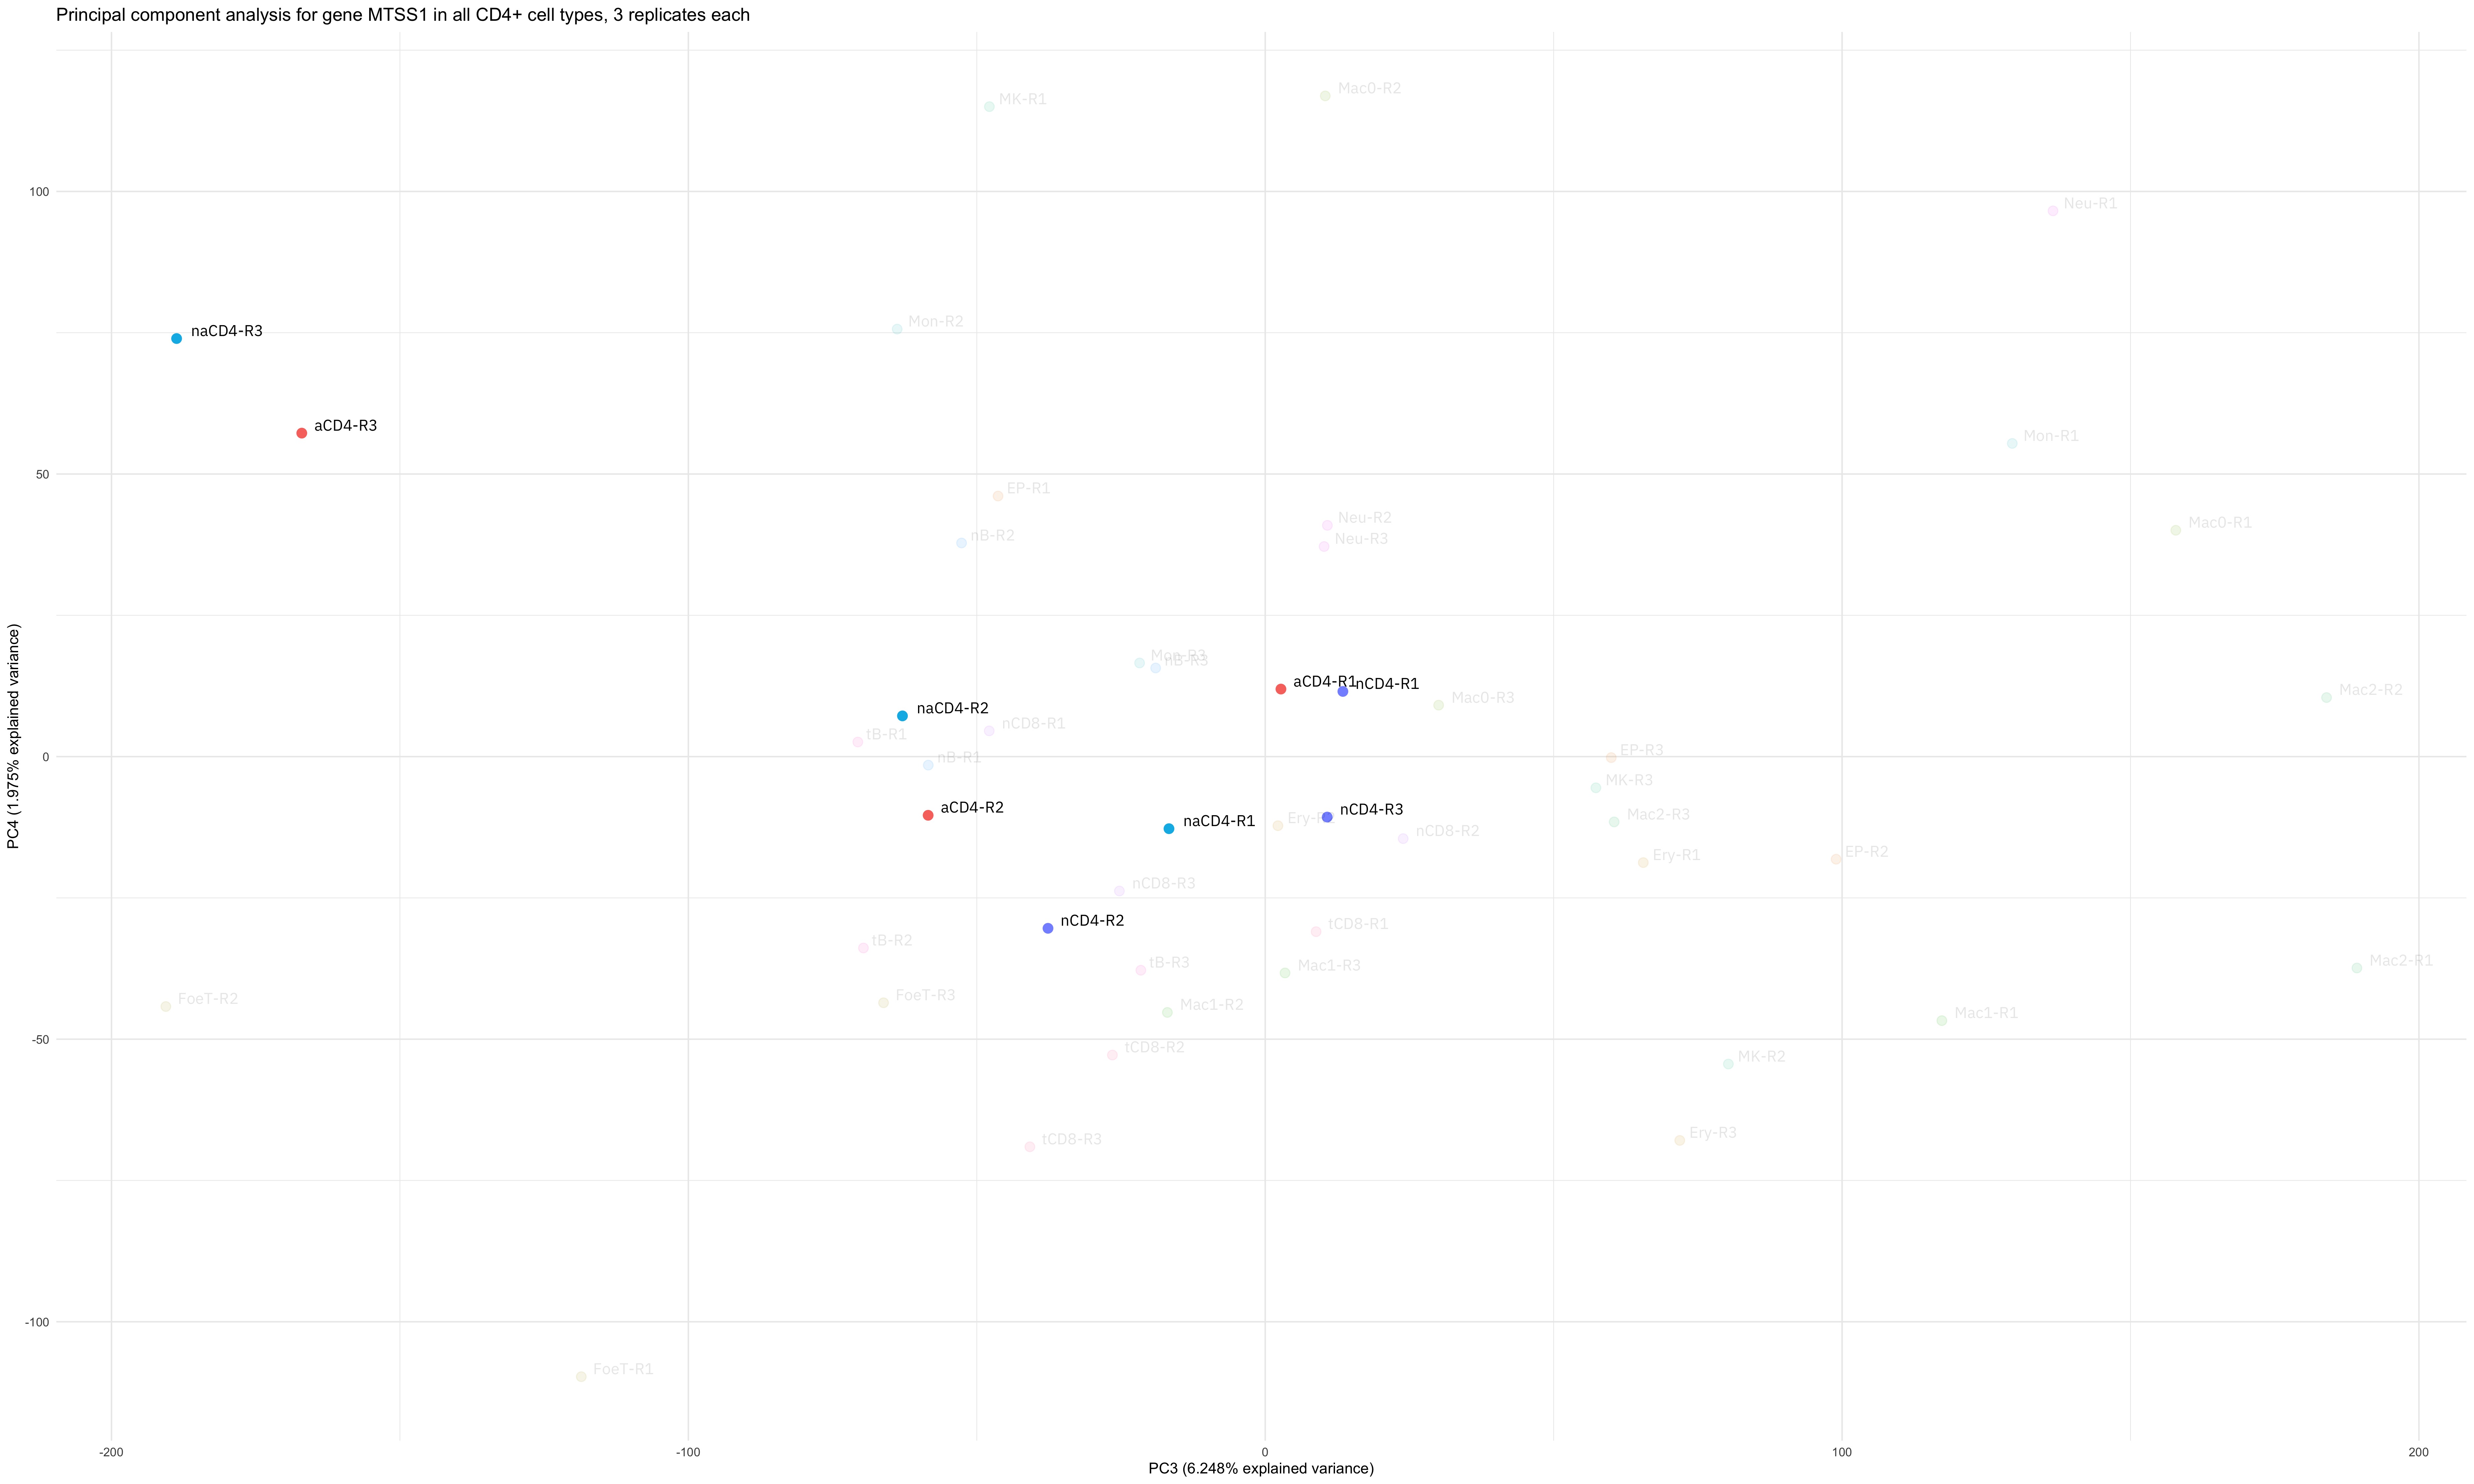 Principal component analysis for gene MTSS1 in all CD4+ cell types, 3 replicates each
Mac0-R2
MK-R1
Neu-R1
Mon-R2
naCD4-R3
aCD4-R3
Mon-R1
EP-R1
Neu-R2
Mac0-R1
nB-R2
Neu-R3
Mon-R3
nB-R3
aCD4-R1
nCD4-R1
Mac2-R2
Mac0-R3
naCD4-R2
nCD8-R1
tB-R1
EP-R3
nB-R1
MK-R3
aCD4-R2
nCD4-R3
Mac2-R3
Ery-R2
naCD4-R1
nCD8-R2
EP-R2
Ery-R1
nCD8-R3
nCD4-R2
tCD8-R1
tB-R2
Mac2-R1
tB-R3
Mac1-R3
FoeT-R3
FoeT-R2
Mac1-R2
Mac1-R1
tCD8-R2
MK-R2
Ery-R3
tCD8-R3
FoeT-R1
100
50
0
-50
-100
PC4 (1.975% explained variance)
-200
-100
0
100
200
PC3 (6.248% explained variance)